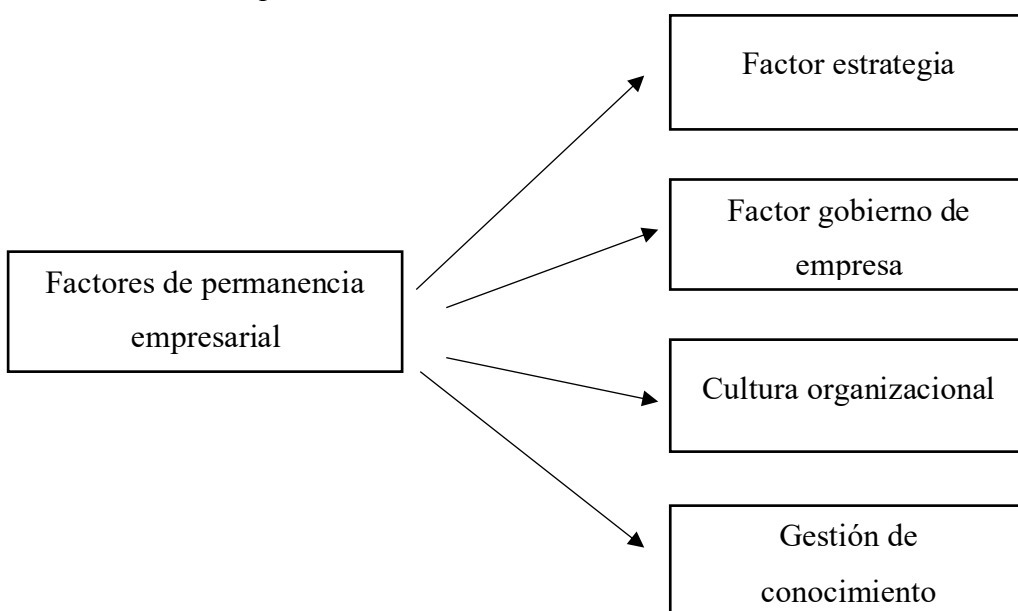 Factor estrategia
Factor gobierno de
empresa
Factores de permanencia
empresarial
Cultura organizacional
Gestión de
conocimiento